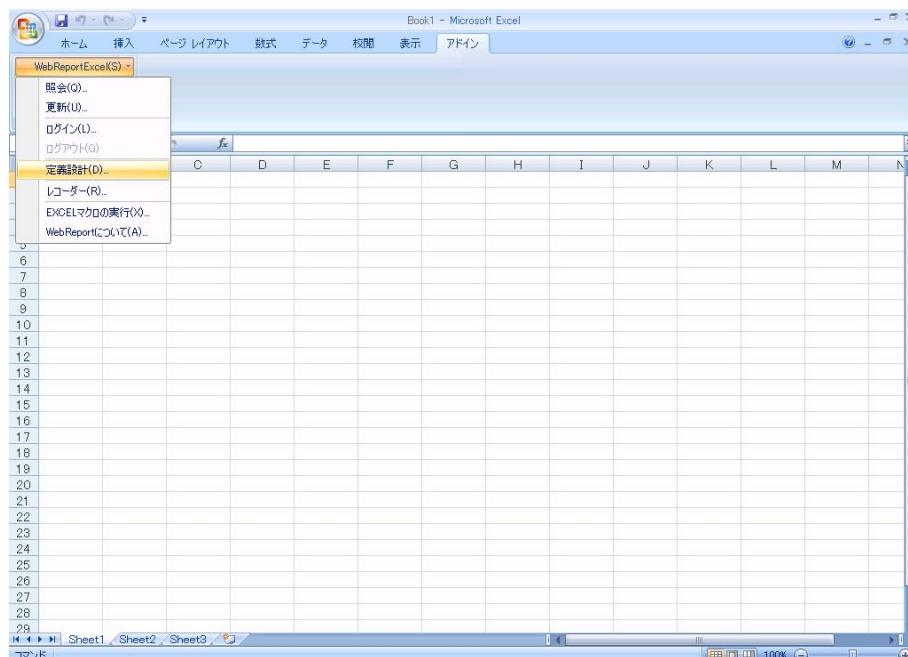 Book1 - Microsoft Excel
ホーム 挿入 ページ レイアウト 数式 データ 校閲 表示 アドイン
WebReportExcel(S)
照会(Q)...
更新(U)...
ログイン(L)...
ログアウト(G)
定義設計(D)...
レコーダー(R)...
EXCELマクロの実行(X)...
WebReportについて(A)...
fx
C D E F G H I J K L M N
5
6
7
8
9
10
11
12
13
14
15
16
17
18
19
20
21
22
23
24
25
26
27
28
29
Sheet1 Sheet2 Sheet3
コマンド 100%